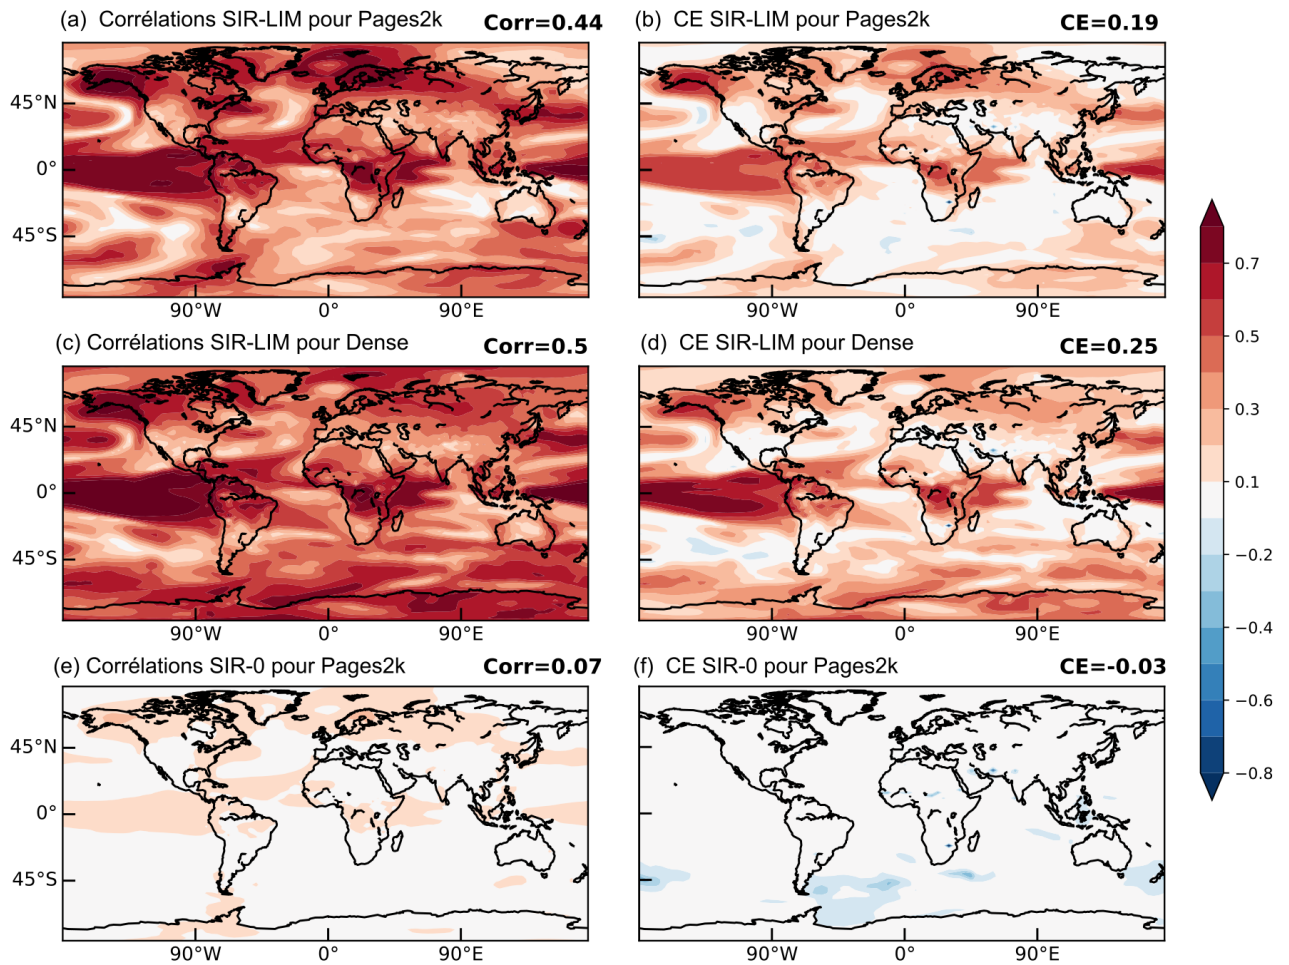 (a) Corrélations SIR-LIM pour Pages2k Corr=0.44
(b) CE SIR-LIM pour Pages2k CE=0.19
45°N
0°
45°S
90°W 0° 90°E
90°W 0° 90°E
(c) Corrélations SIR-LIM pour Dense Corr=0.5
(d) CE SIR-LIM pour Dense CE=0.25
45°N
0°
45°S
90°W 0° 90°E
90°W 0° 90°E
(e) Corrélations SIR-0 pour Pages2k Corr=0.07
(f) CE SIR-0 pour Pages2k CE=-0.03
45°N
0°
45°S
90°W 0° 90°E
90°W 0° 90°E
0.7
0.5
0.3
0.1
−0.2
−0.4
−0.6
−0.8